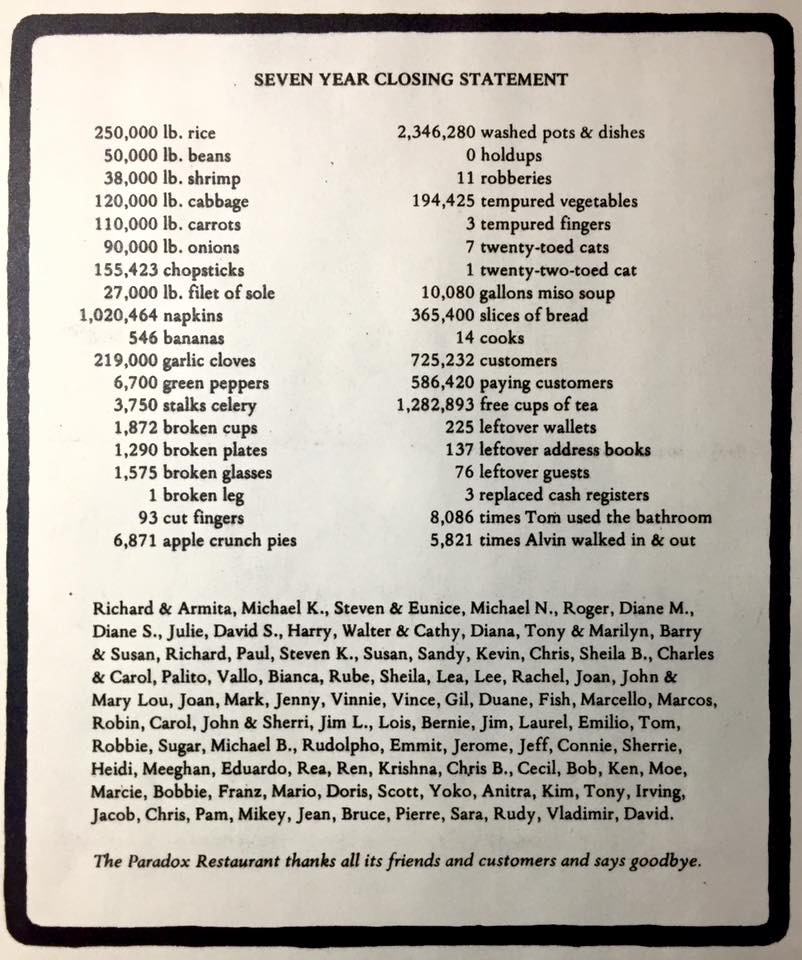 SEVEN YEAR CLOSING STATEMENT
250,000 lb. rice
50,000 lb. beans
38,000 lb. shrimp
120,000 lb. cabbage
110,000 lb. carrots
90,000 lb. onions
155,423 chopsticks
27,000 lb. filet of sole
1,020,464 napkins
546 bananas
219,000 garlic cloves
6,700 green peppers
3,750 stalks celery
1,872 broken cups
1,290 broken plates
1,575 broken glasses
1 broken leg
93 cut fingers
6,871 apple crunch pies
2,346,280 washed pots & dishes
0 holdups
11 robberies
194,425 tempured vegetables
3 tempured fingers
7 twenty-toed cats
1 twenty-two-toed cat
10,080 gallons miso soup
365,400 slices of bread
14 cooks
725,232 customers
586,420 paying customers
1,282,893 free cups of tea
225 leftover wallets
137 leftover address books
76 leftover guests
3 replaced cash registers
8,086 times Tom used the bathroom
5,821 times Alvin walked in & out
Richard & Armita, Michael K., Steven & Eunice, Michael N., Roger, Diane M.,
Diane S., Julie, David S., Harry, Walter & Cathy, Diana, Tony & Marilyn, Barry
& Susan, Richard, Paul, Steven K., Susan, Sandy, Kevin, Chris, Sheila B., Charles
& Carol, Palito, Vallo, Bianca, Rube, Sheila, Lea, Lee, Rachel, Joan, John &
Mary Lou, Joan, Mark, Jenny, Vinnie, Vince, Gil, Duane, Fish, Marcello, Marcos,
Robin, Carol, John & Sherri, Jim L., Lois, Bernie, Jim, Laurel, Emilio, Tom,
Robbie, Sugar, Michael B., Rudolpho, Emmit, Jerome, Jeff, Connie, Sherrie,
Heidi, Meeghan, Eduardo, Rea, Ren, Krishna, Chris B., Cecil, Bob, Ken, Moe,
Marcie, Bobbie, Franz, Mario, Doris, Scott, Yoko, Anitra, Kim, Tony, Irving,
Jacob, Chris, Pam, Mikey, Jean, Bruce, Pierre, Sara, Rudy, Vladimir, David.
The Paradox Restaurant thanks all its friends and customers and says goodbye.